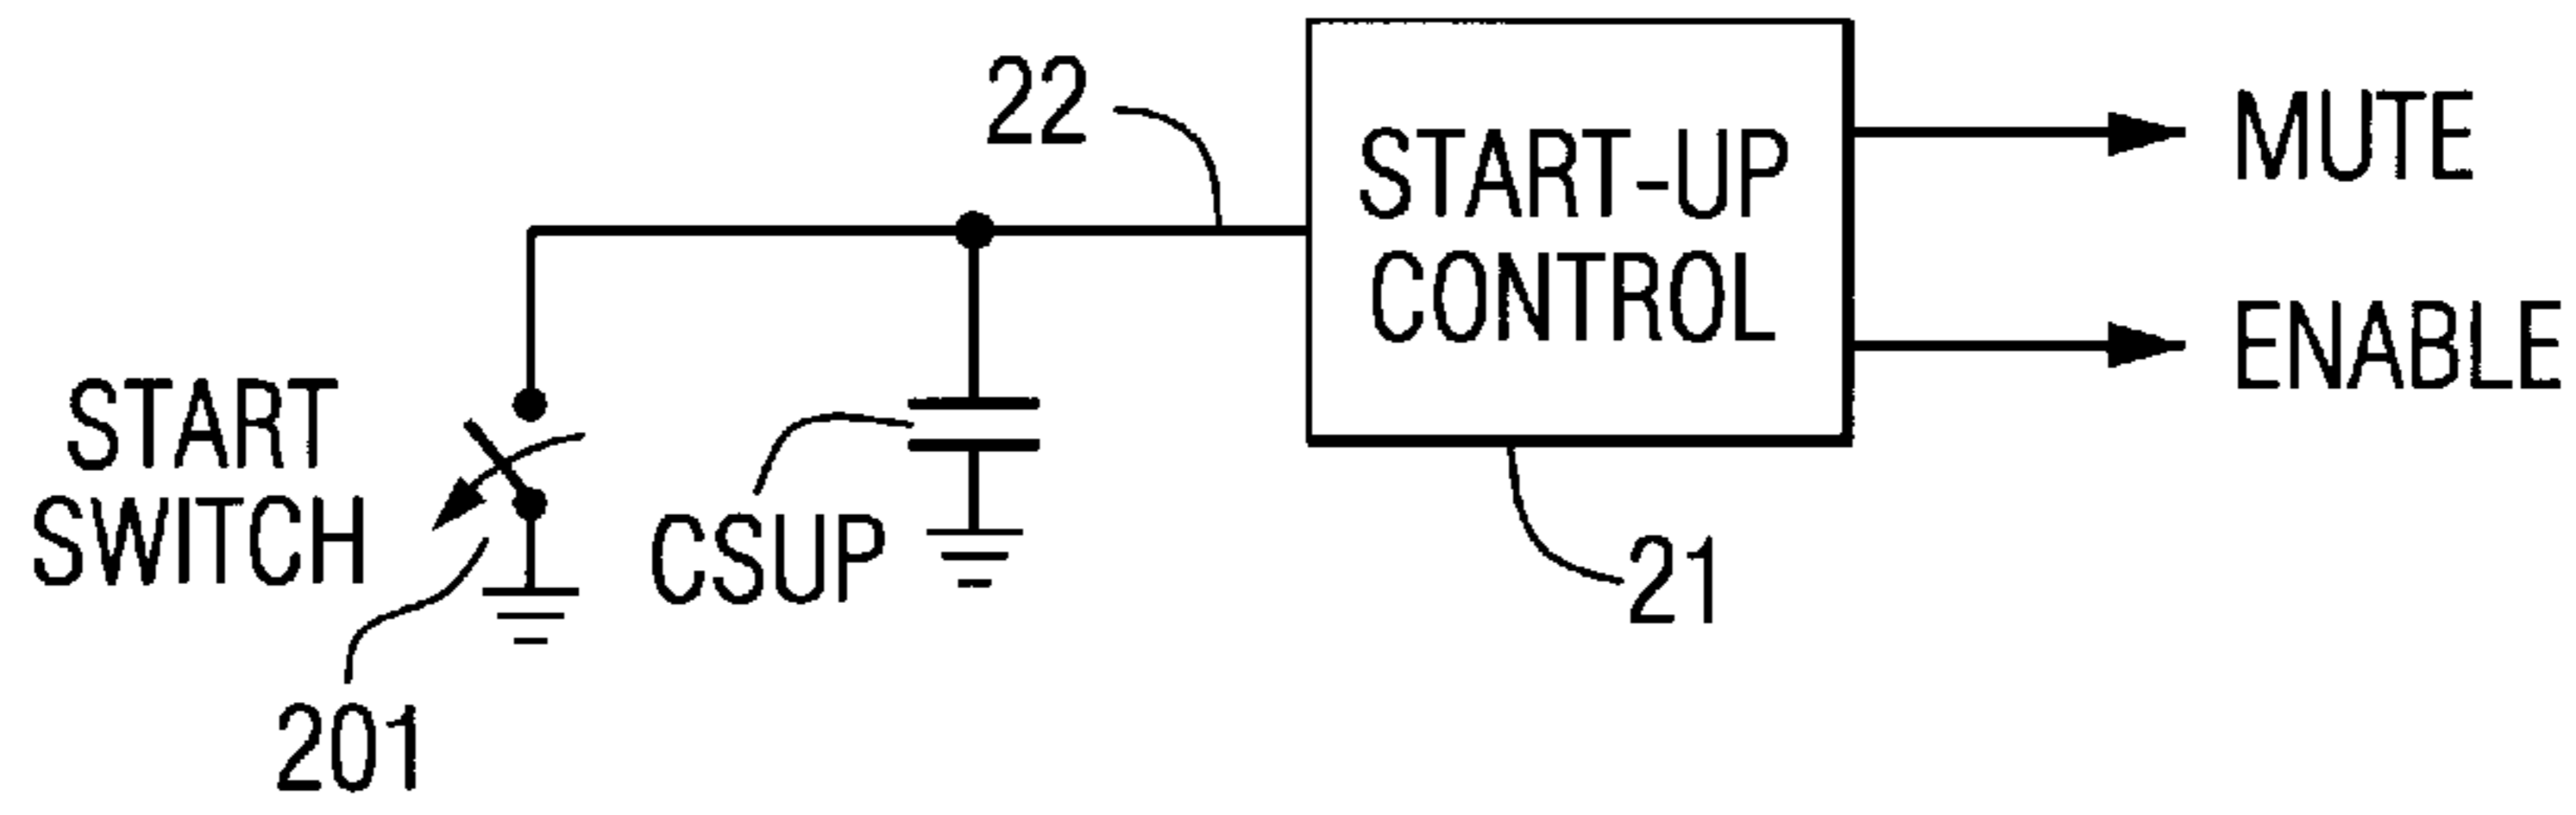 22
START-UP
CONTROL
MUTE
ENABLE
START
SWITCH
CSUP
21
201